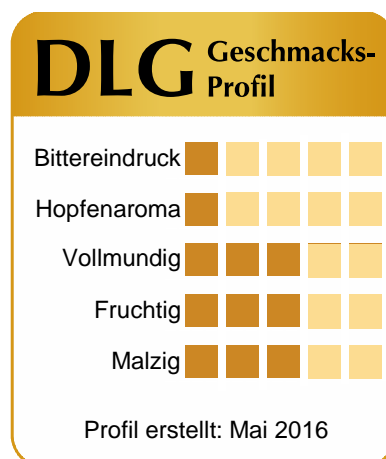 DLG Geschmacks-
Profil
Bittereindruck
Hopfenaroma
Vollmundig
Fruchtig
Malzig
Profil erstellt: Mai 2016